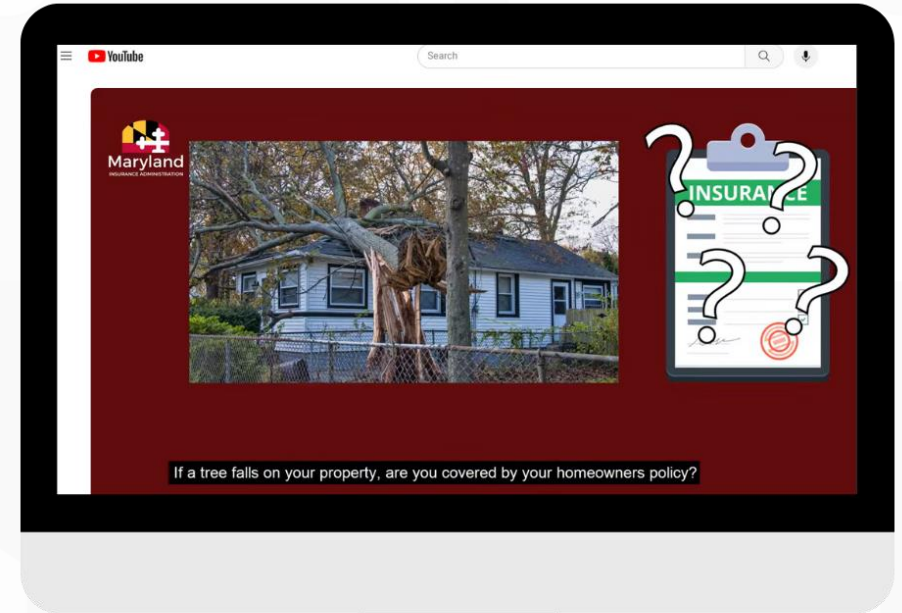 YouTube
Search
Maryland
INSURANCE ADMINISTRATION
INSURANCE
If a tree falls on your property, are you covered by your homeowners policy?